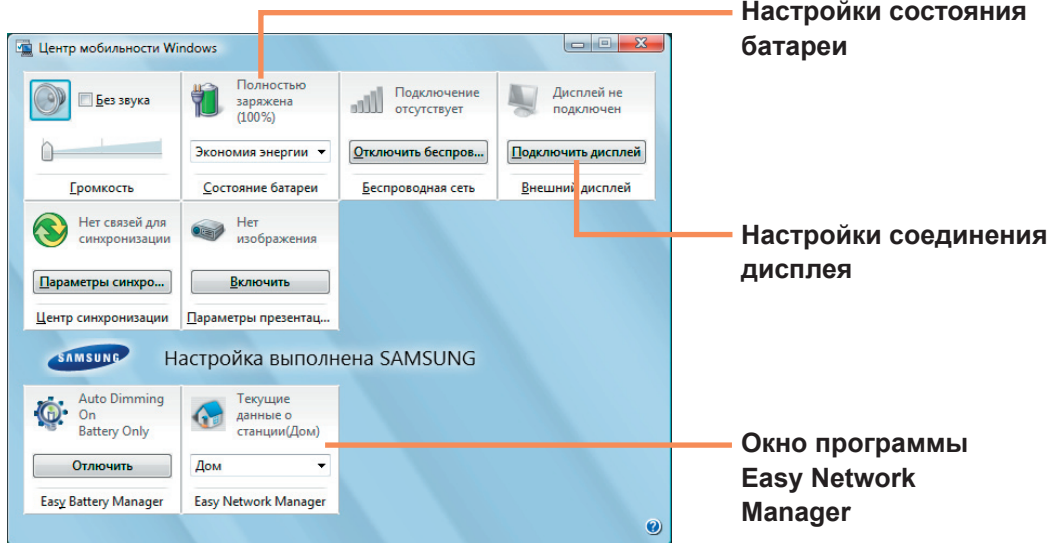 Настройки состояния
батареи
Центр мобильности Windows
Без звука
Громкость
Полностью
заряжена
(100%)
Экономия энергии
Состояние батареи
Подключение
отсутствует
Отключить беспров...
Беспроводная сеть
Дисплей не
подключен
Подключить дисплей
Внешний дисплей
Нет связей для
синхронизации
Параметры синхро...
Центр синхронизации
Нет
изображения
Включить
Параметры презентац...
Настройки соединения
дисплея
SAMSUNG
Настройка выполнена SAMSUNG
Auto Dimming
On
Battery Only
Отлючить
Easy Battery Manager
Текущие
данные о
станции(Дом)
Дом
Easy Network Manager
Окно программы
Easy Network
Manager